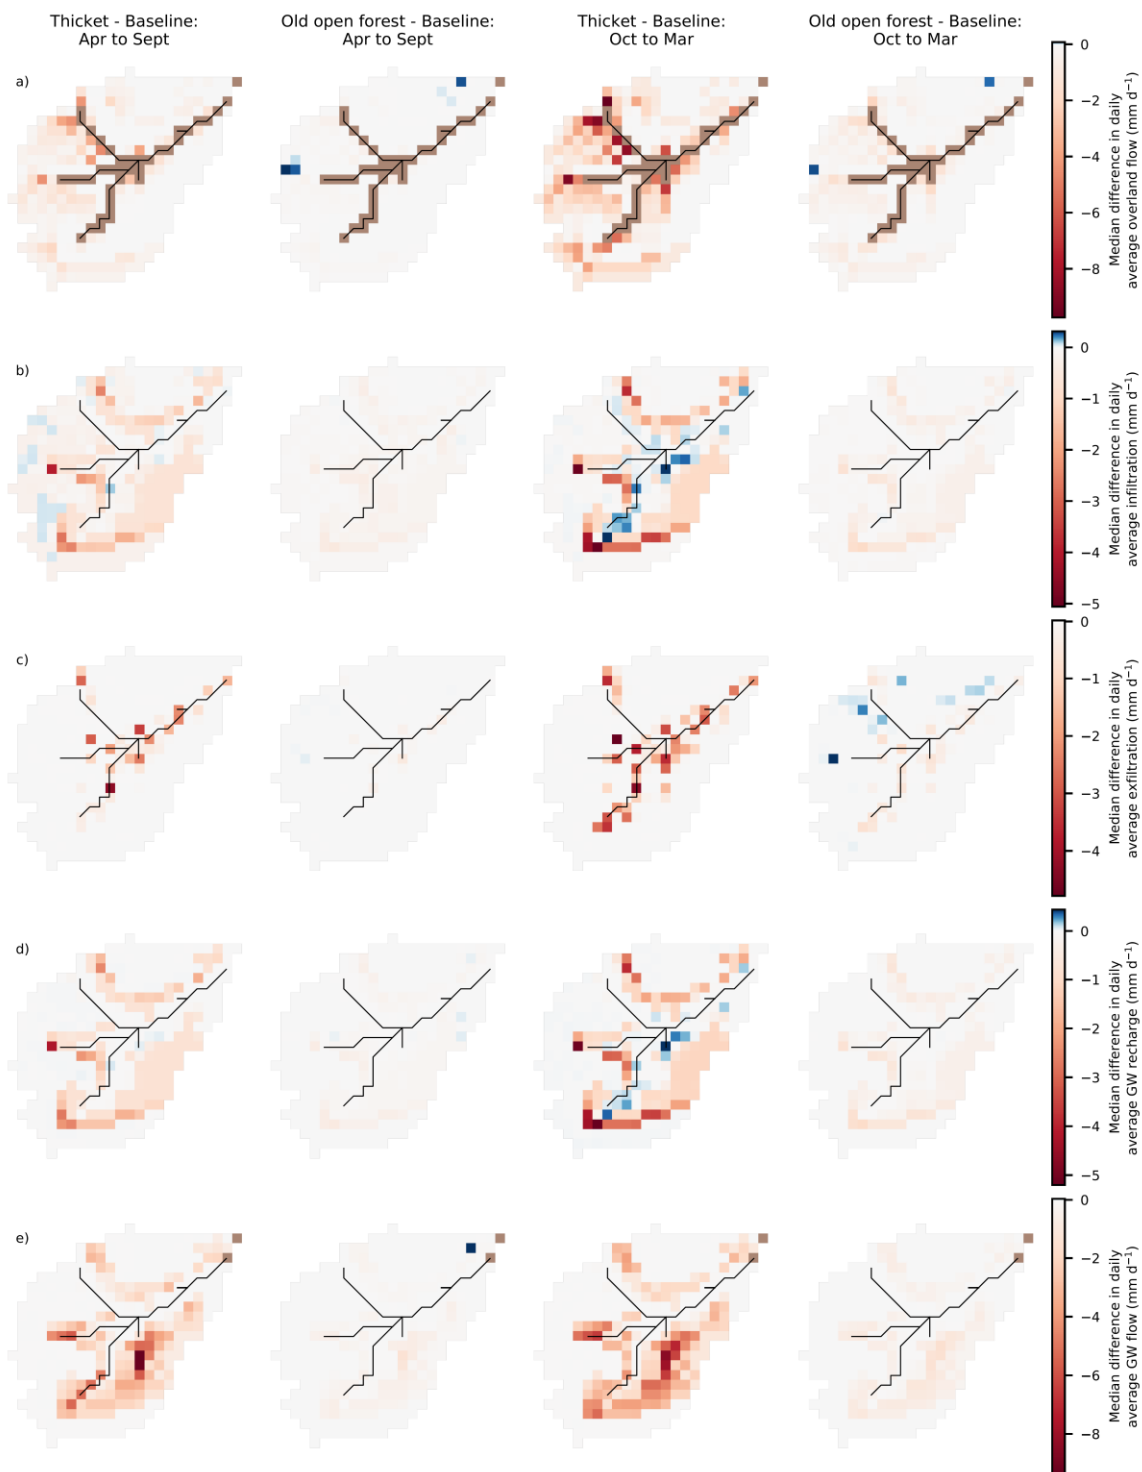 Thicket - Baseline:
Apr to Sept
Old open forest - Baseline:
Apr to Sept
Thicket - Baseline:
Oct to Mar
Old open forest - Baseline:
Oct to Mar
a)
0
−2
−4
−6
−8
Median difference in daily
average overland flow (mm d⁻¹)
b)
0
−1
−2
−3
−4
−5
Median difference in daily
average infiltration (mm d⁻¹)
c)
0
−1
−2
−3
−4
Median difference in daily
average exfiltration (mm d⁻¹)
d)
0
−1
−2
−3
−4
−5
Median difference in daily
average GW recharge (mm d⁻¹)
e)
0
−2
−4
−6
−8
Median difference in daily
average GW flow (mm d⁻¹)